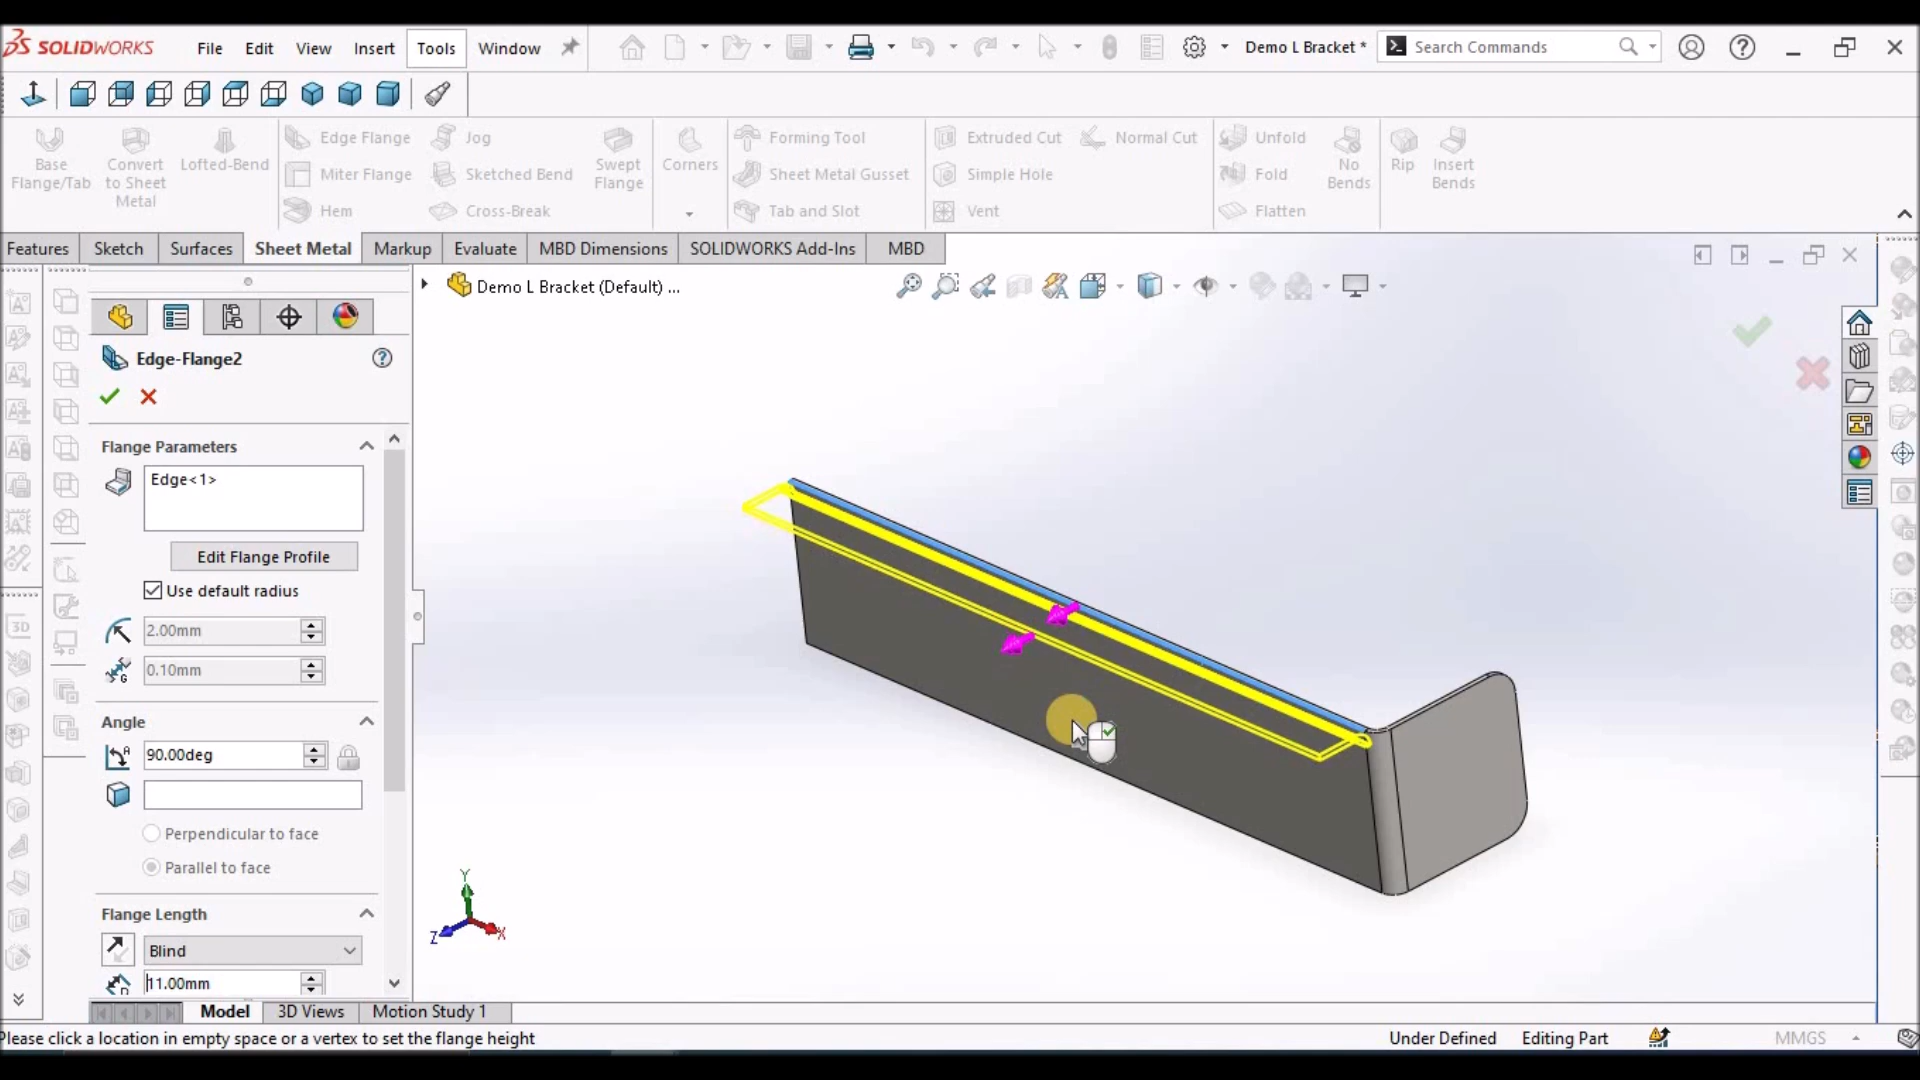 SOLIDWORKS File Edit View Insert Tools Window Demo L Bracket * Search Commands
Base Flange/Tab
Convert to Sheet Metal
Lofted-Bend
Edge Flange
Miter Flange
Hem
Jog
Sketched Bend
Cross-Break
Swept Flange
Corners
Forming Tool
Sheet Metal Gusset
Tab and Slot
Extruded Cut
Simple Hole
Vent
Normal Cut
Unfold
Fold
Flatten
No Bends
Rip
Insert Bends
Features Sketch Surfaces Sheet Metal Markup Evaluate MBD Dimensions SOLIDWORKS Add-Ins MBD
Demo L Bracket (Default) ...
Edge-Flange2
Flange Parameters
Edge<1>
Edit Flange Profile
Use default radius
2.00mm
0.10mm
Angle
90.00deg
Perpendicular to face
Parallel to face
Flange Length
Blind
11.00mm
Y
Z
X
3D
Model 3D Views Motion Study 1
Please click a location in empty space or a vertex to set the flange height
Under Defined Editing Part MMGS